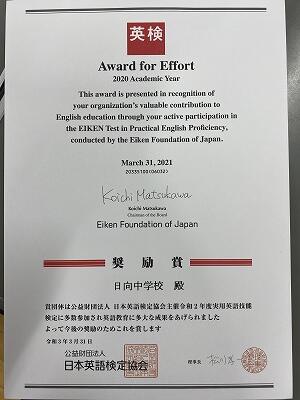 英検
Award for Effort
2020 Academic Year
This award is presented in recognition of
your organization's valuable contribution to
English education through your active participation in
the EIKEN Test in Practical English Proficiency,
conducted by the Eiken Foundation of Japan.
March 31, 2021
Koichi Matsukawa
Koichi Matsukawa
Chairman of the Board
Eiken Foundation of Japan
奨励賞
日向中学校 殿
貴団体は公益財団法人 日本英語検定協会主催令和2年度実用英語技能
検定に多数参加され英語教育に多大な成果をあげられました
よって今後の奨励のためこれを賞します
令和3年3月31日
公益財団法人
日本英語検定協会
理事長